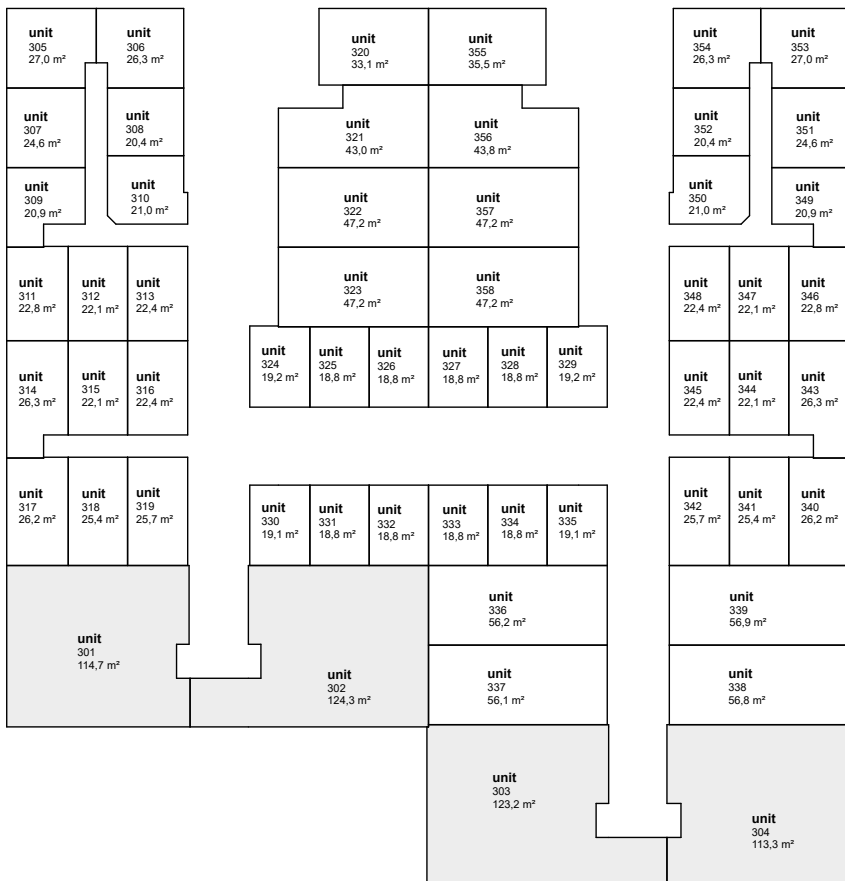 unit
305
27,0 m²
unit
306
26,3 m²
unit
320
33,1 m²
unit
355
35,5 m²
unit
354
26,3 m²
unit
353
27,0 m²
unit
307
24,6 m²
unit
308
20,4 m²
unit
321
43,0 m²
unit
356
43,8 m²
unit
352
20,4 m²
unit
351
24,6 m²
unit
309
20,9 m²
unit
310
21,0 m²
unit
322
47,2 m²
unit
357
47,2 m²
unit
350
21,0 m²
unit
349
20,9 m²
unit
311
22,8 m²
unit
312
22,1 m²
unit
313
22,4 m²
unit
323
47,2 m²
unit
358
47,2 m²
unit
348
22,4 m²
unit
347
22,1 m²
unit
346
22,8 m²
unit
314
26,3 m²
unit
315
22,1 m²
unit
316
22,4 m²
unit
324
19,2 m²
unit
325
18,8 m²
unit
326
18,8 m²
unit
327
18,8 m²
unit
328
18,8 m²
unit
329
19,2 m²
unit
345
22,4 m²
unit
344
22,1 m²
unit
343
26,3 m²
unit
317
26,2 m²
unit
318
25,4 m²
unit
319
25,7 m²
unit
330
19,1 m²
unit
331
18,8 m²
unit
332
18,8 m²
unit
333
18,8 m²
unit
334
18,8 m²
unit
335
19,1 m²
unit
342
25,7 m²
unit
341
25,4 m²
unit
340
26,2 m²
unit
301
114,7 m²
unit
302
124,3 m²
unit
336
56,2 m²
unit
339
56,9 m²
unit
337
56,1 m²
unit
338
56,8 m²
unit
303
123,2 m²
unit
304
113,3 m²